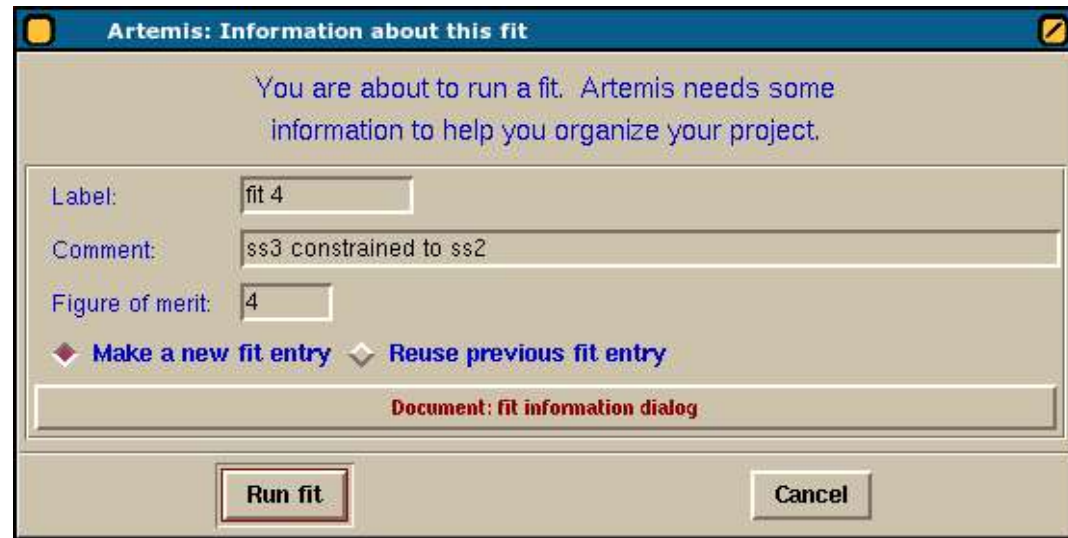 Artemis: Information about this fit
You are about to run a fit. Artemis needs some
information to help you organize your project.
Label: fit 4
Comment: ss3 constrained to ss2
Figure of merit: 4
Make a new fit entry Reuse previous fit entry
Document: fit information dialog
Run fit Cancel